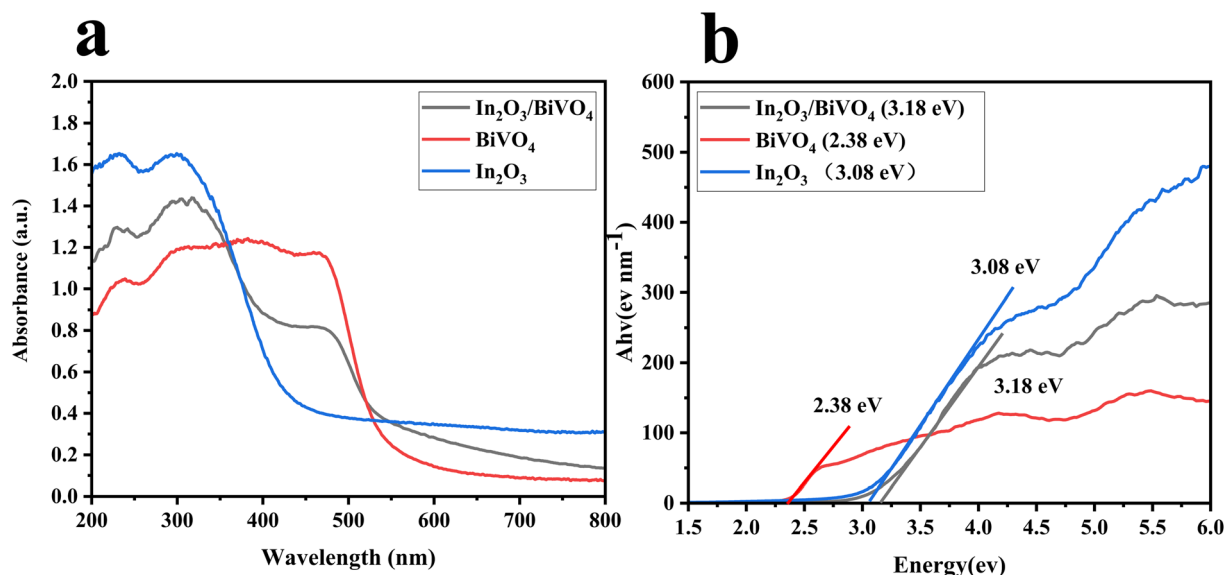 a
2.0
1.8
1.6
1.4
1.2
1.0
0.8
0.6
0.4
0.2
0.0
Absorbance (a.u.)
In₂O₃/BiVO₄
BiVO₄
In₂O₃
200 300 400 500 600 700 800
Wavelength (nm)
b
600
500
400
300
200
100
0
Ahv(ev nm⁻¹)
In₂O₃/BiVO₄ (3.18 eV)
BiVO₄ (2.38 eV)
In₂O₃ （3.08 eV）
3.08 eV
3.18 eV
2.38 eV
1.5 2.0 2.5 3.0 3.5 4.0 4.5 5.0 5.5 6.0
Energy(ev)